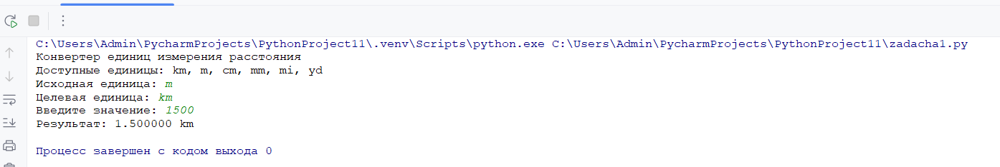 C:\Users\Admin\PycharmProjects\PythonProject11\.venv\Scripts\python.exe C:\Users\Admin\PycharmProjects\PythonProject11\zadacha1.py
Конвертер единиц измерения расстояния
Доступные единицы: km, m, cm, mm, mi, yd
Исходная единица: m
Целевая единица: km
Введите значение: 1500
Результат: 1.500000 km
Процесс завершен с кодом выхода 0